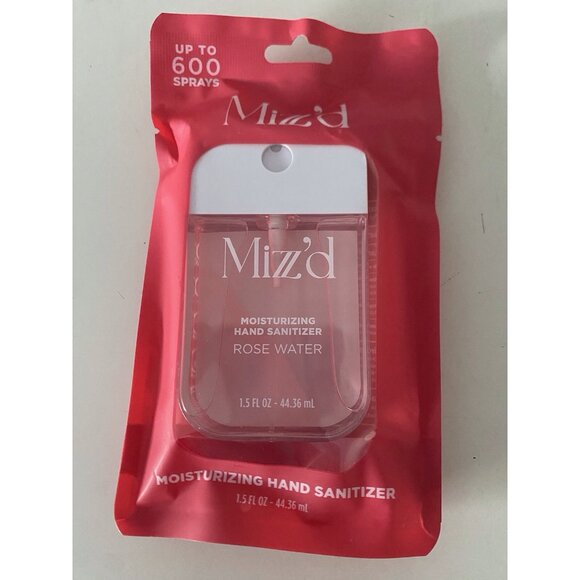 UP TO
600
SPRAYS
Mizz'd
Mizz'd
MOISTURIZING
HAND SANITIZER
ROSE WATER
1.5 FL OZ - 44.36 mL
MOISTURIZING HAND SANITIZER
1.5 FL OZ - 44.36 mL